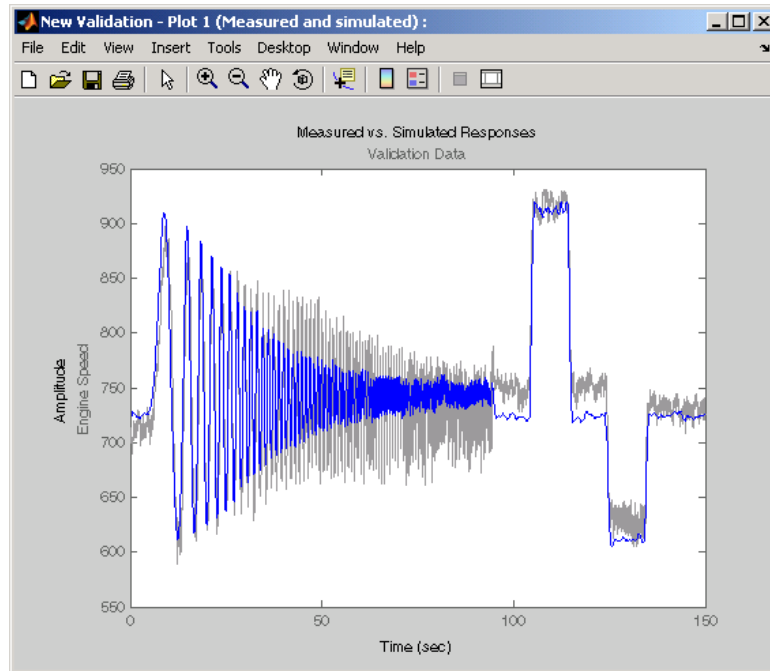 New Validation - Plot 1 (Measured and simulated) :
File Edit View Insert Tools Desktop Window Help
Measured vs. Simulated Responses
Validation Data
Amplitude
Engine Speed
950
900
850
800
750
700
650
600
550
0 50 100 150
Time (sec)